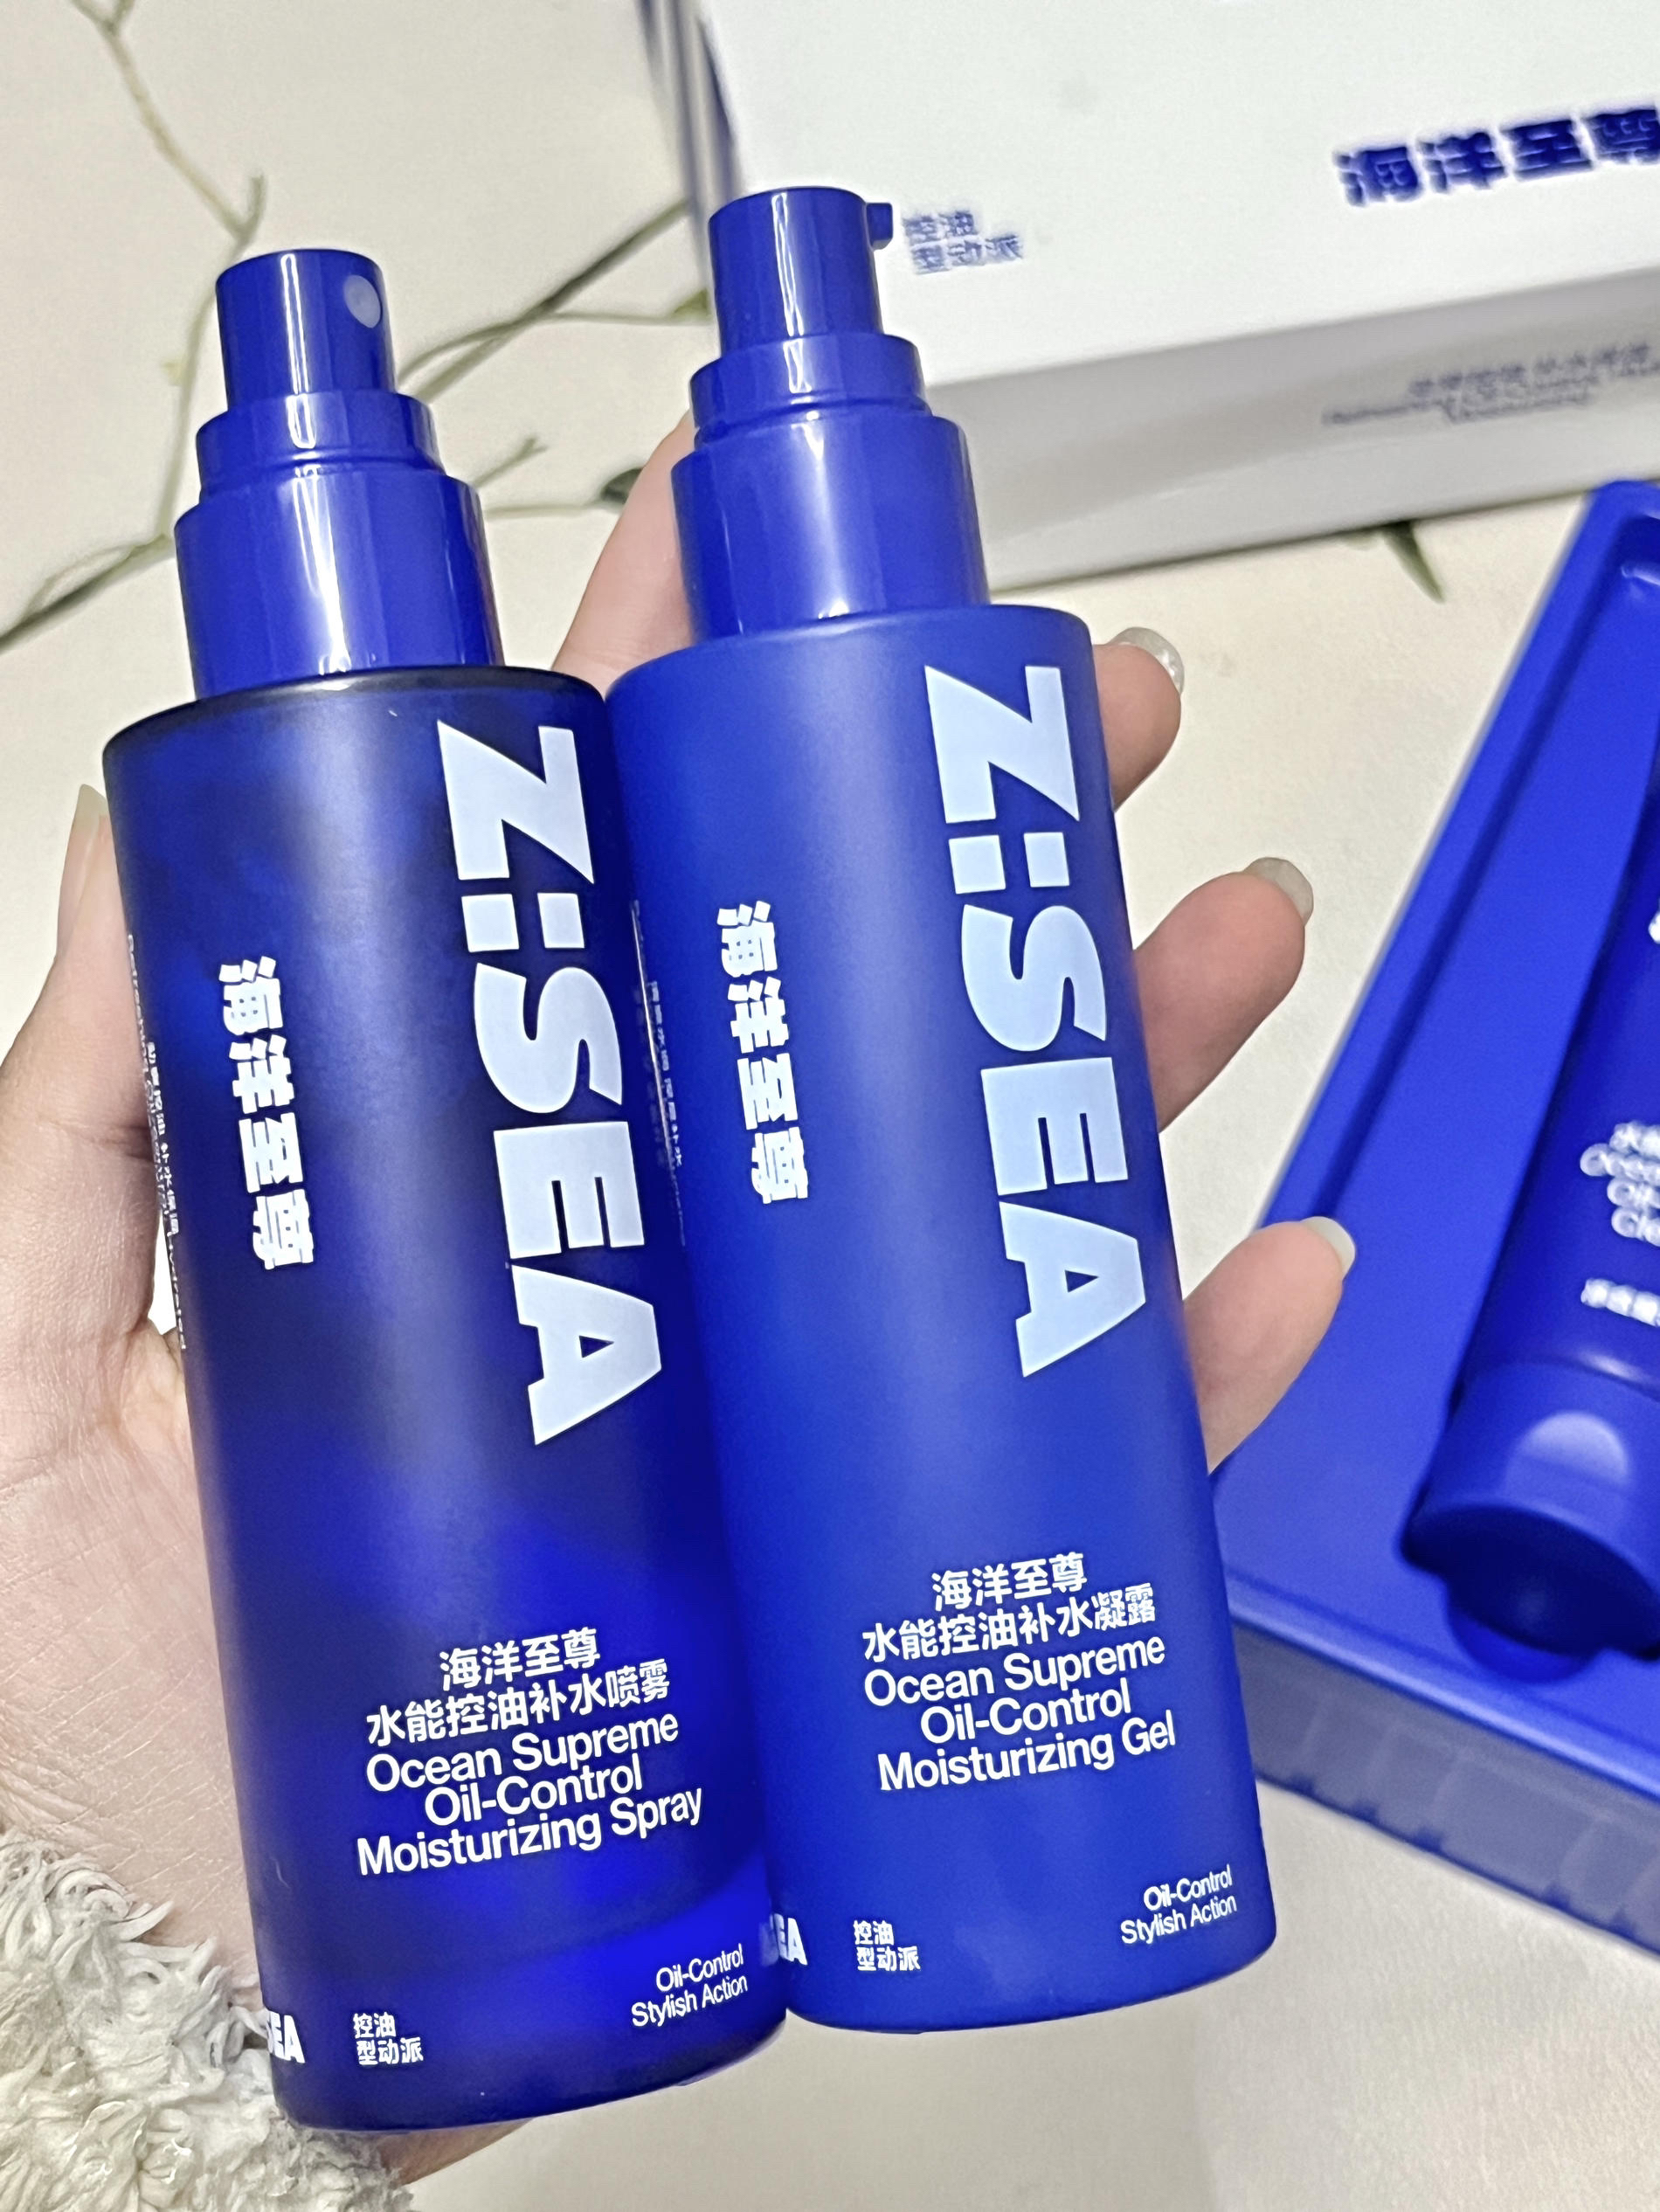 海洋至尊
控油
型动派
Z:SEA
海洋至尊
海洋至尊
水能控油补水喷雾
Ocean Supreme
Oil-Control
Moisturizing Spray
SEA
控油
型动派
Oil-Control
Stylish Action
Z:SEA
海洋至尊
海洋至尊
水能控油补水凝露
Ocean Supreme
Oil-Control
Moisturizing Gel
SEA
控油
型动派
Oil-Control
Stylish Action